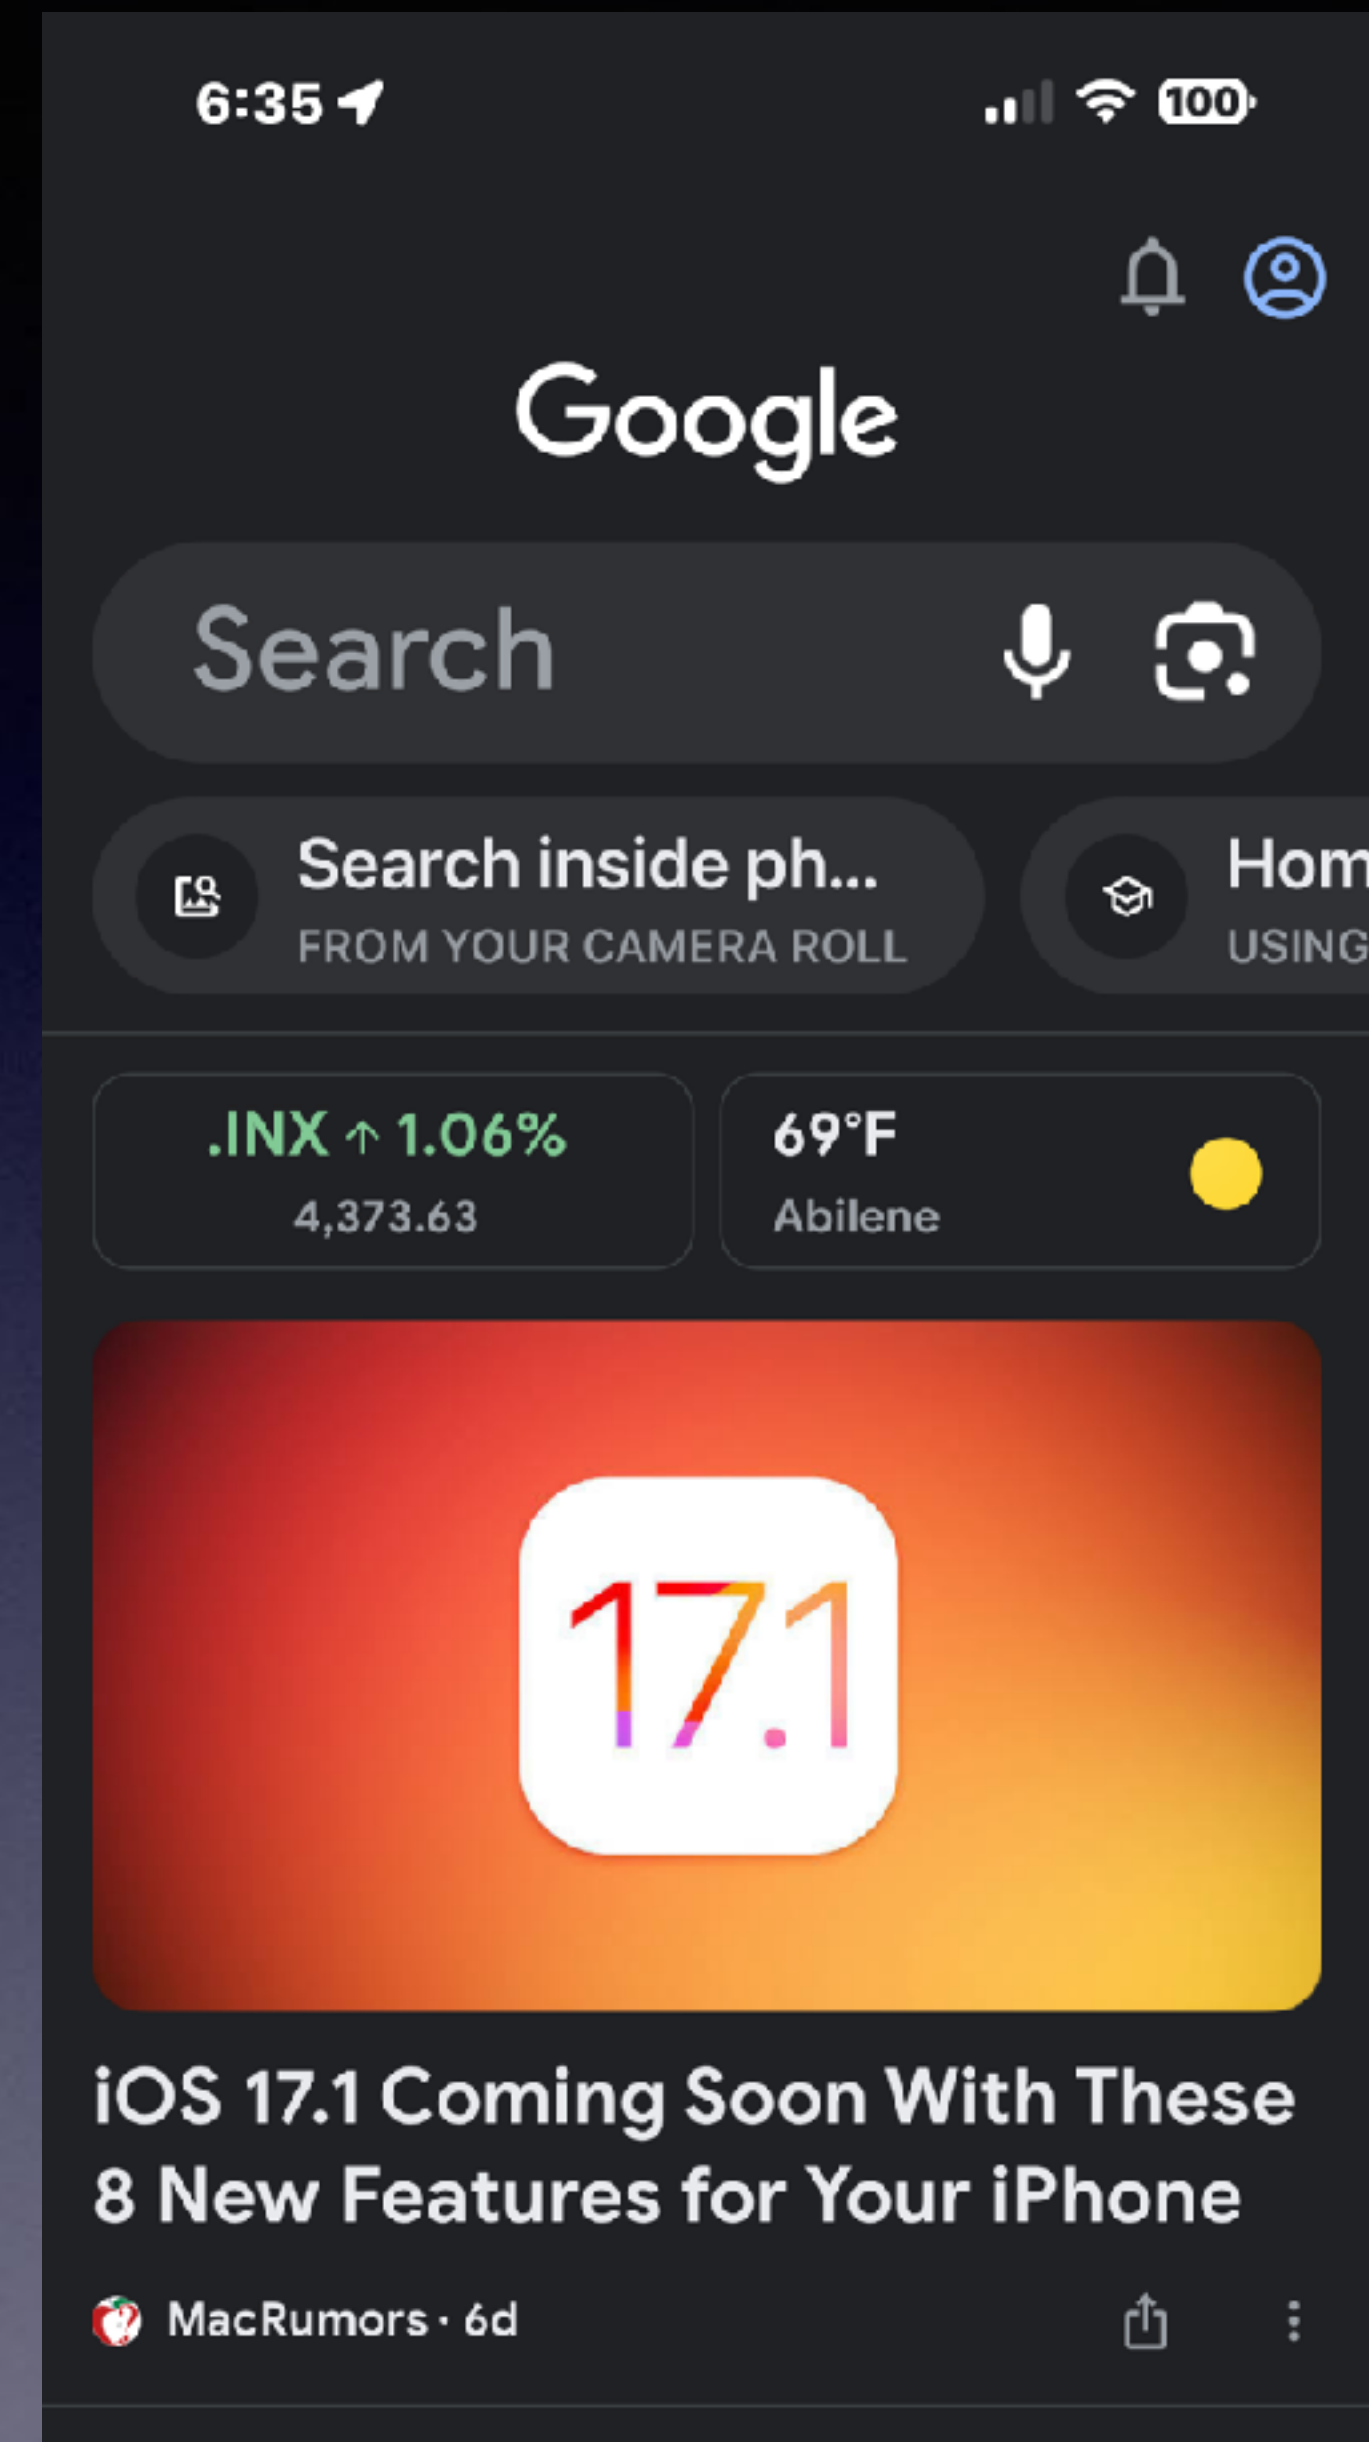 6:35
100
Google
Search
Search inside ph...
FROM YOUR CAMERA ROLL
Hom
USING
.INX ↑ 1.06%
4,373.63
69°F
Abilene
17.1
iOS 17.1 Coming Soon With These
8 New Features for Your iPhone
MacRumors · 6d